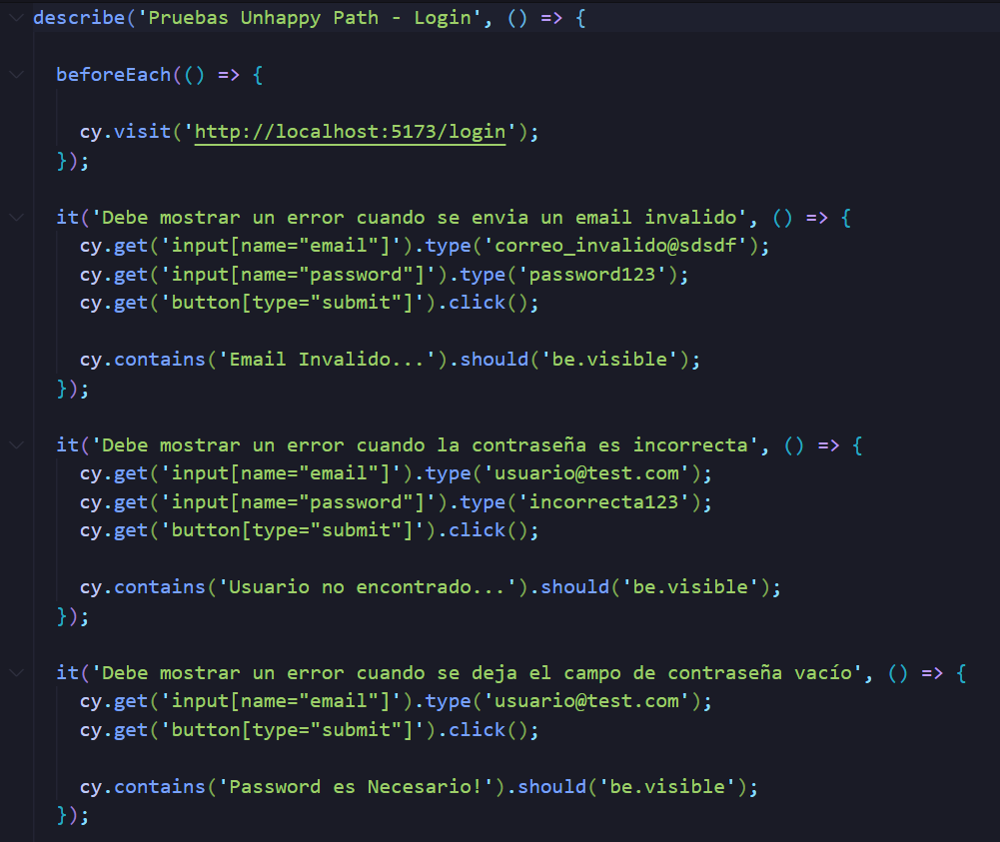 describe('Pruebas Unhappy Path - Login', () => {
beforeEach(() => {
cy.visit('http://localhost:5173/login');
});
it('Debe mostrar un error cuando se envia un email invalido', () => {
cy.get('input[name="email"]').type('correo_invalido@sdsdf');
cy.get('input[name="password"]').type('password123');
cy.get('button[type="submit"]').click();
cy.contains('Email Invalido...').should('be.visible');
});
it('Debe mostrar un error cuando la contraseña es incorrecta', () => {
cy.get('input[name="email"]').type('usuario@test.com');
cy.get('input[name="password"]').type('incorrecta123');
cy.get('button[type="submit"]').click();
cy.contains('Usuario no encontrado...').should('be.visible');
});
it('Debe mostrar un error cuando se deja el campo de contraseña vacío', () => {
cy.get('input[name="email"]').type('usuario@test.com');
cy.get('button[type="submit"]').click();
cy.contains('Password es Necesario!').should('be.visible');
});